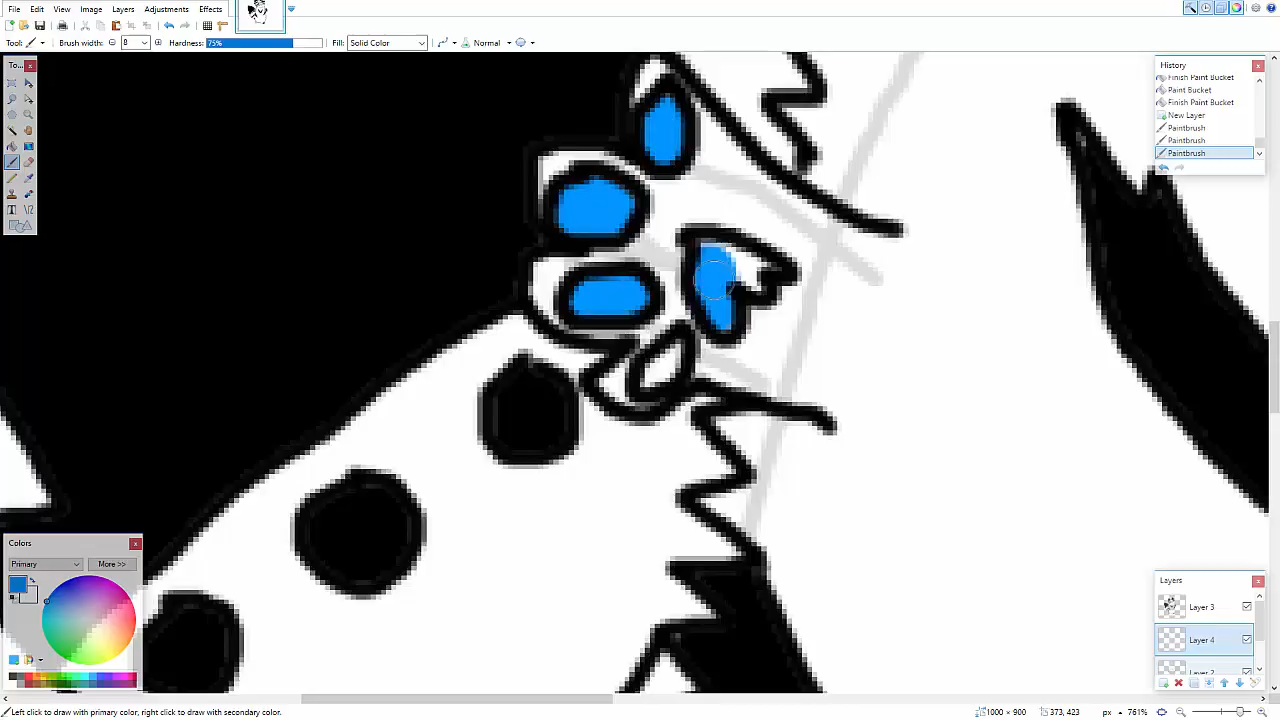 File Edit View Image Layers Adjustments Effects
Tool: Brush width: 8 Hardness: 75% Fill: Solid Color Normal
To...
History
Finish Paint Bucket
Paint Bucket
Finish Paint Bucket
New Layer
Paintbrush
Paintbrush
Paintbrush
Colors
Primary More >>
Layers
Layer 3
Layer 4
Layer 2
Left click to draw with primary color, right click to draw with secondary color. 1000 × 900 373, 423 px 761%